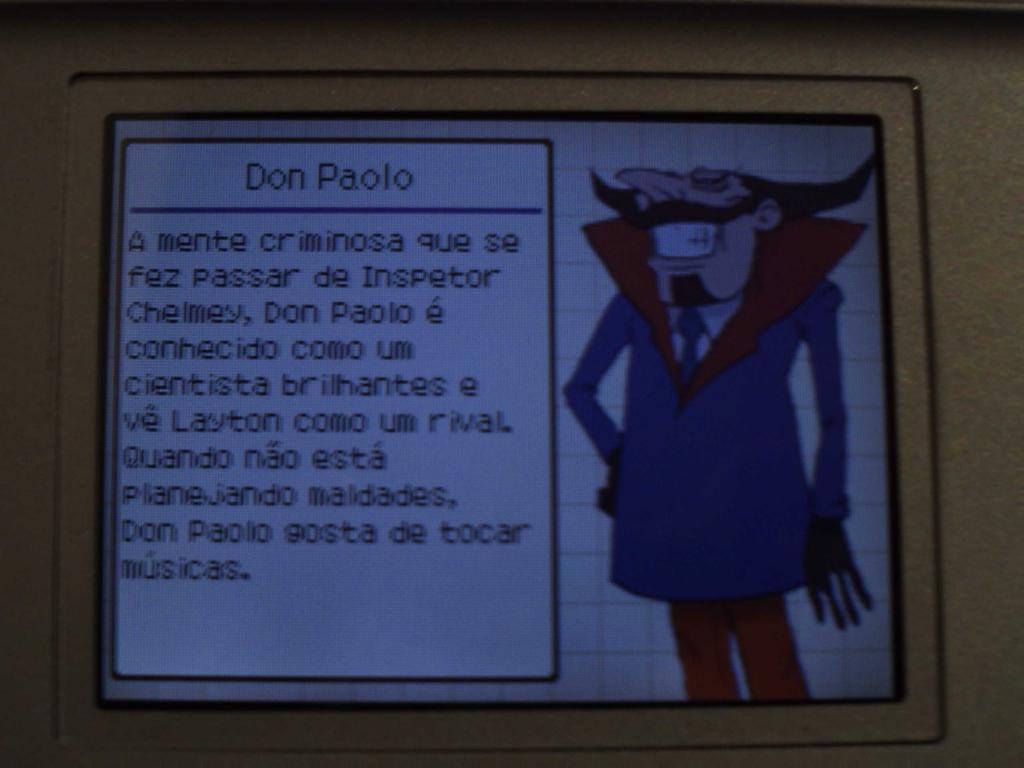 Don Paolo
A mente criminosa que se
fez passar de Inspetor
Chelmey, Don Paolo é
conhecido como um
cientista brilhantes e
vê Layton como um rival.
Quando não está
planejando maldades,
Don Paolo gosta de tocar
músicas.